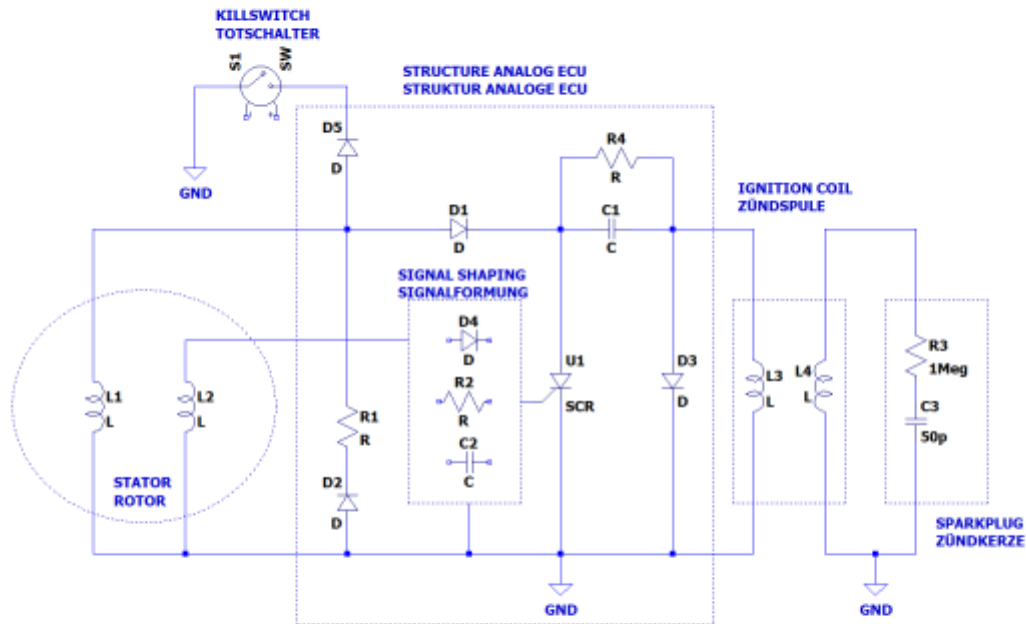 KILLSWITCH
TOTSCHALTER
S1
SW
STRUCTURE ANALOG ECU
STRUKTUR ANALOGE ECU
D5
D
GND
R4
R
D1
D
C1
C
IGNITION COIL
ZÜNDSPULE
SIGNAL SHAPING
SIGNALFORMUNG
D4
D
R2
R
C2
C
L1
L
L2
L
R1
R
D2
D
U1
SCR
D3
D
L3
L
L4
L
R3
1Meg
C3
50p
STATOR
ROTOR
SPARKPLUG
ZÜNDKERZE
GND
GND